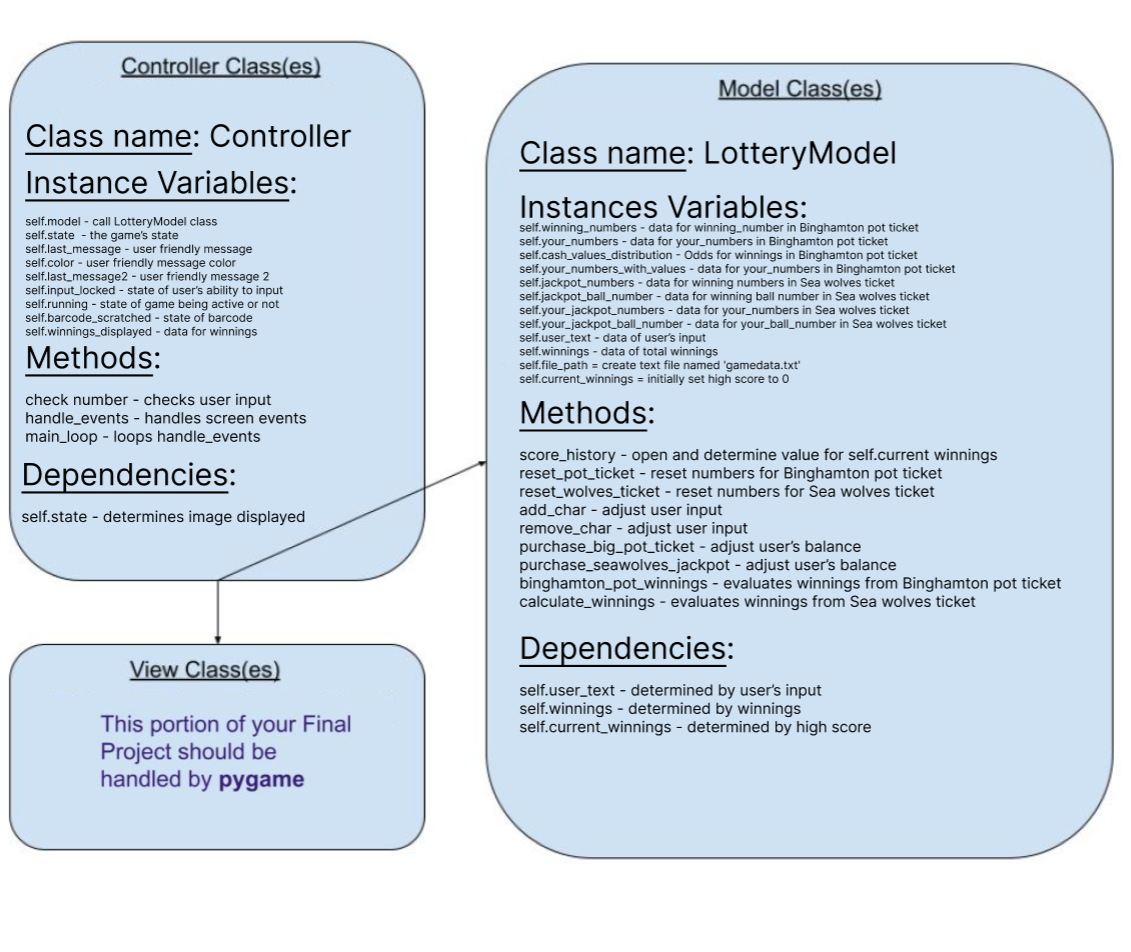 Controller Class(es)
Class name: Controller
Instance Variables:
self.model - call LotteryModel class
self.state - the game's state
self.last_message - user friendly message
self.color - user friendly message color
self.last_message2 - user friendly message 2
self.input_locked - state of user's ability to input
self.running - state of game being active or not
self.barcode_scratched - state of barcode
self.winnings_displayed - data for winnings
Methods:
check number - checks user input
handle_events - handles screen events
main_loop - loops handle_events
Dependencies:
self.state - determines image displayed
View Class(es)
This portion of your Final
Project should be
handled by pygame
Model Class(es)
Class name: LotteryModel
Instances Variables:
self.winning_numbers - data for winning_number in Binghamton pot ticket
self.your_numbers - data for your_numbers in Binghamton pot ticket
self.cash_values_distribution - Odds for winnings in Binghamton pot ticket
self.your_numbers_with_values - data for your_numbers in Binghamton pot ticket
self.jackpot_numbers - data for winning numbers in Sea wolves ticket
self.jackpot_ball_number - data for winning ball number in Sea wolves ticket
self.your_jackpot_numbers - data for your_numbers in Sea wolves ticket
self.your_jackpot_ball_number - data for your_ball_number in Sea wolves ticket
self.user_text - data of user's input
self.winnings - data of total winnings
self.file_path = create text file named 'gamedata.txt'
self.current_winnings = initially set high score to 0
Methods:
score_history - open and determine value for self.current winnings
reset_pot_ticket - reset numbers for Binghamton pot ticket
reset_wolves_ticket - reset numbers for Sea wolves ticket
add_char - adjust user input
remove_char - adjust user input
purchase_big_pot_ticket - adjust user's balance
purchase_seawolves_jackpot - adjust user's balance
binghamton_pot_winnings - evaluates winnings from Binghamton pot ticket
calculate_winnings - evaluates winnings from Sea wolves ticket
Dependencies:
self.user_text - determined by user's input
self.winnings - determined by winnings
self.current_winnings - determined by high score